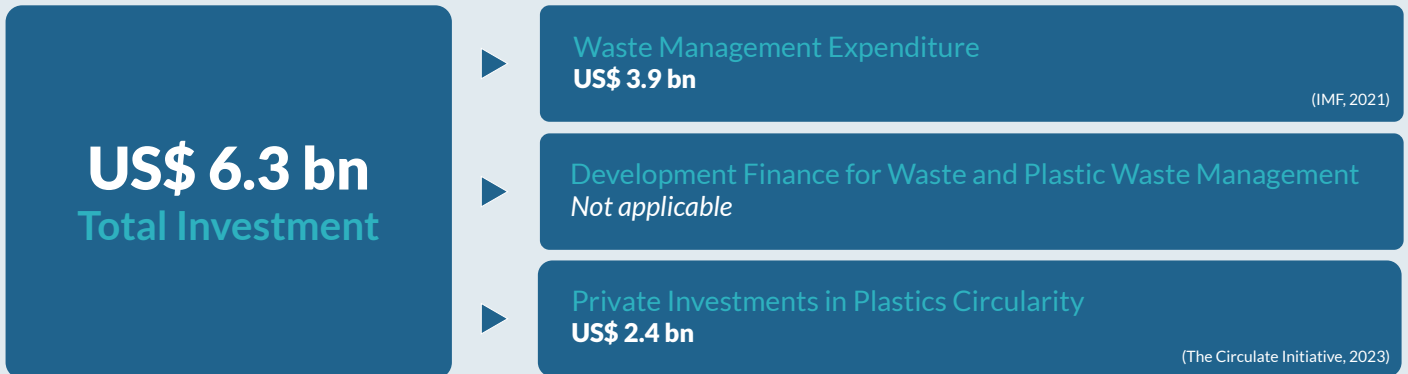 US$ 6.3 bn
Total Investment
Waste Management Expenditure
US$ 3.9 bn
(IMF, 2021)
Development Finance for Waste and Plastic Waste Management
Not applicable
Private Investments in Plastics Circularity
US$ 2.4 bn
(The Circulate Initiative, 2023)